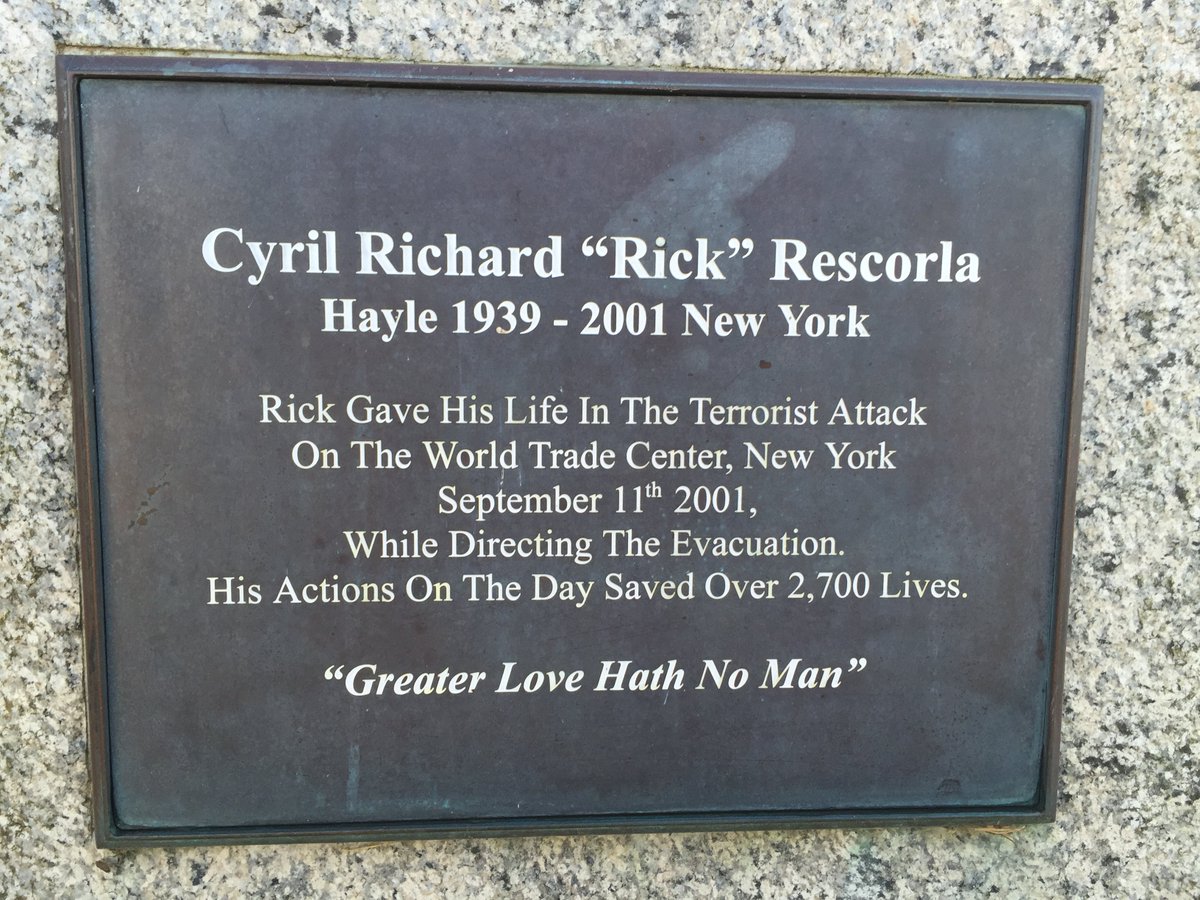 Cyril Richard “Rick” Rescorla
Hayle 1939 - 2001 New York
Rick Gave His Life In The Terrorist Attack
On The World Trade Center, New York
September 11th 2001,
While Directing The Evacuation.
His Actions On The Day Saved Over 2,700 Lives.
“Greater Love Hath No Man”